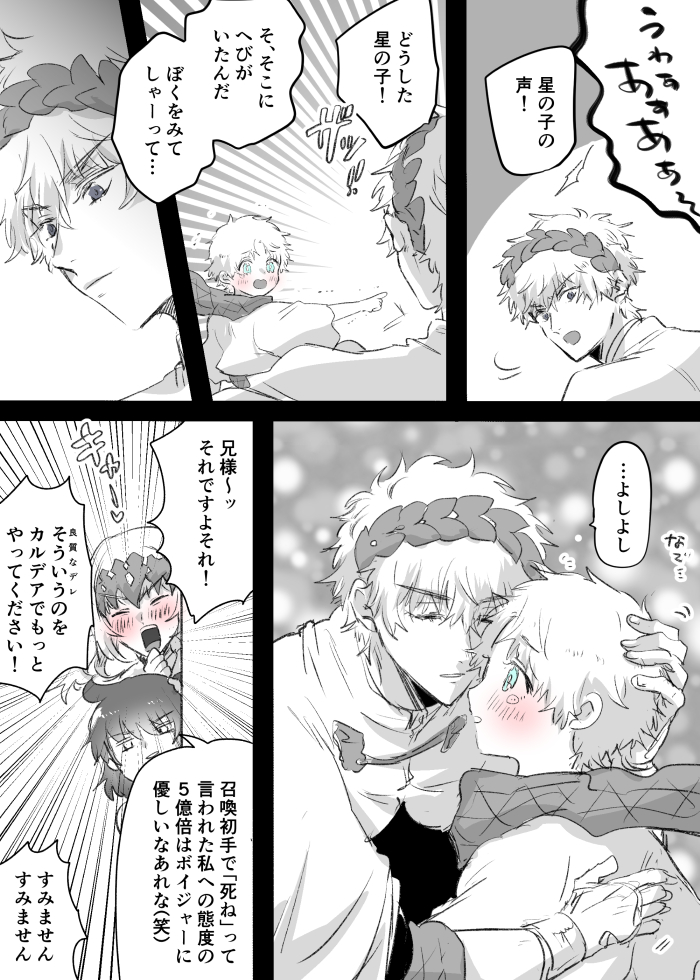 うわぁ
あぁあぁ〜
星の子の
声！
どうした
星の子！
ザッ!!
そ、そこに
へびが
いたんだ
ぼくをみて
しゃーって…
…よしよし
なで…
兄様〜ッ
それですよそれ！
キャー♡
良質なデレ
そういうのを
カルデアでもっと
やってください！
召喚初手で「死ね」って
言われた私への態度の
５億倍はボイジャーに
優しいなあれな(笑)
すみません
すみません